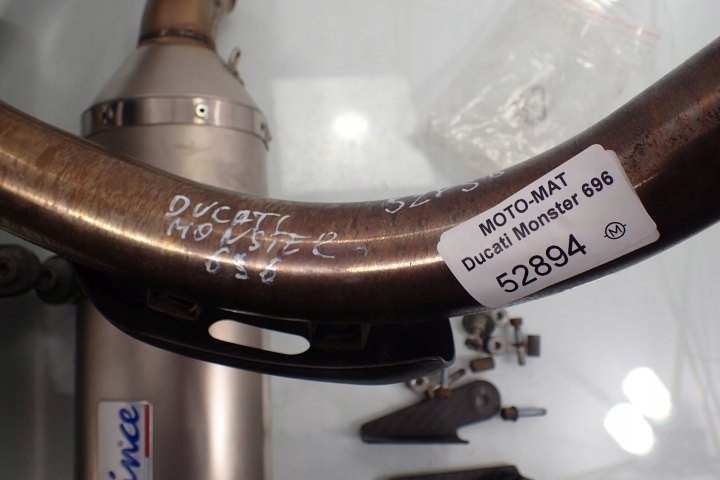 DUCATI
MONSTER
696
MOTO-MAT
Ducati Monster 696
52894
M